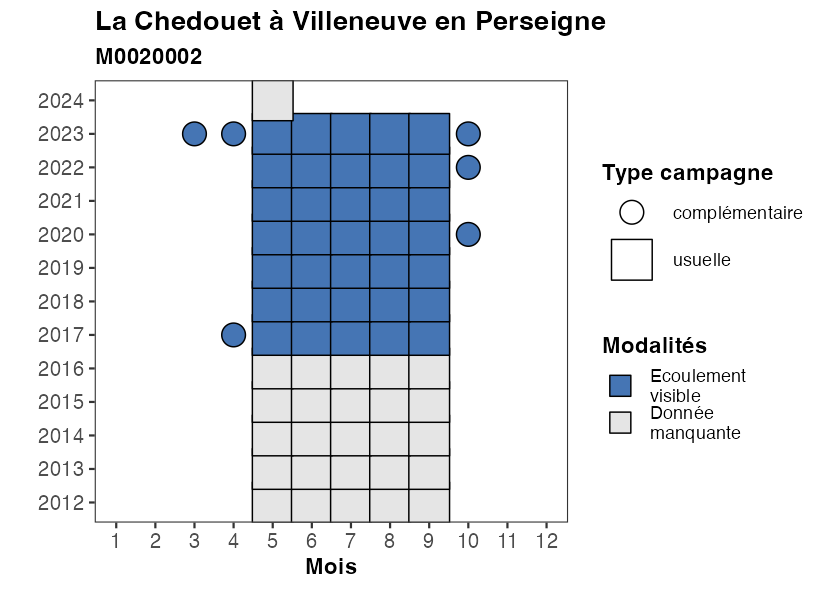 La Chedouet à Villeneuve en Perseigne
M0020002
2024
2023
2022
2021
2020
2019
2018
2017
2016
2015
2014
2013
2012
1 2 3 4 5 6 7 8 9 10 11 12
Mois
Type campagne
complémentaire
usuelle
Modalités
Ecoulement
visible
Donnée
manquante